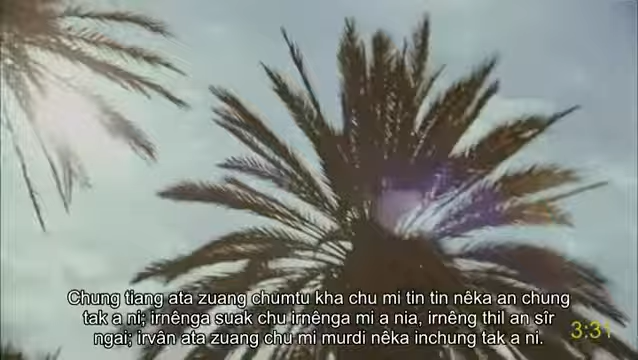 Chung tiang ata zuang chumtu kha chu mi tin tin nêka an chung
tak a ni; irnênga suak chu irnênga mi a nia, irnêng thil an sîr
ngai; irvân ata zuang chu mi murdi nêka inchung tak a ni.
3:31